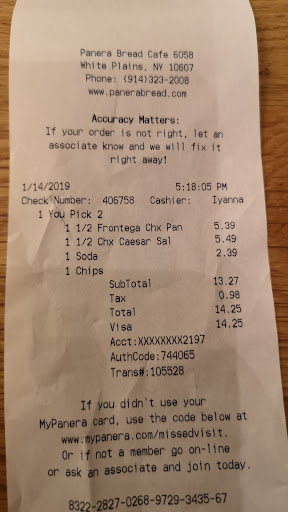 Panera Bread Cafe 6058
White Plains, NY 10607
Phone: (914)323-2008
www.panerabread.com
Accuracy Matters:
If your order is not right, let an
associate know and we will fix it
right away!
1/14/2019 5:18:05 PM
Check Number: 406758 Cashier: Iyanna
1 You Pick 2
1 1/2 Frontega Chx Pan 5.39
1 1/2 Chx Caesar Sal 5.49
1 Soda 2.39
1 Chips
SubTotal 13.27
Tax 0.98
Total 14.25
Visa 14.25
Acct:XXXXXXXX2197
AuthCode:744065
Trans#:105528
If you didn't use your
MyPanera card, use the code below at
www.mypanera.com/missedvisit.
Or if not a member go on-line
or ask an associate and join today.
8322-2827-0268-9729-3435-67